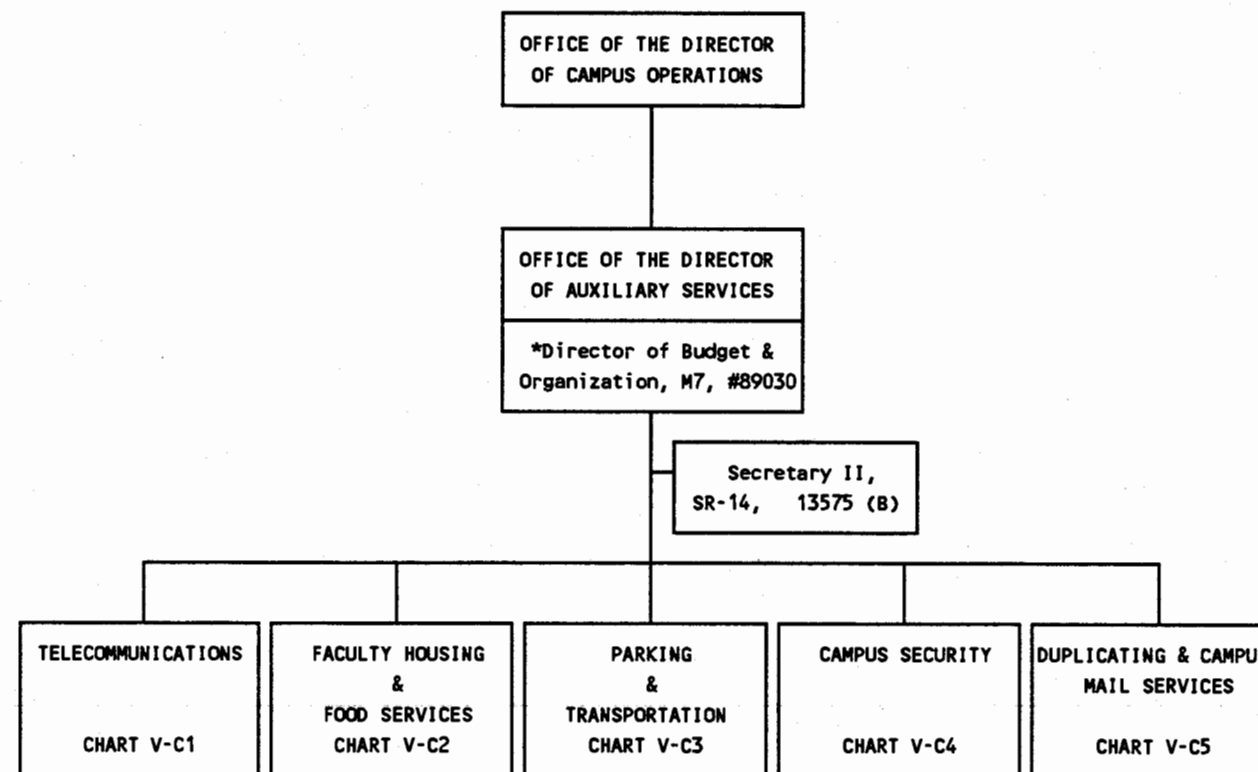 OFFICE OF THE DIRECTOR
OF CAMPUS OPERATIONS
OFFICE OF THE DIRECTOR
OF AUXILIARY SERVICES
*Director of Budget &
Organization, M7, #89030
Secretary II,
SR-14, 13575 (B)
TELECOMMUNICATIONS
CHART V-C1
FACULTY HOUSING
&
FOOD SERVICES
CHART V-C2
PARKING
&
TRANSPORTATION
CHART V-C3
CAMPUS SECURITY
CHART V-C4
DUPLICATING & CAMPU
MAIL SERVICES
CHART V-C5